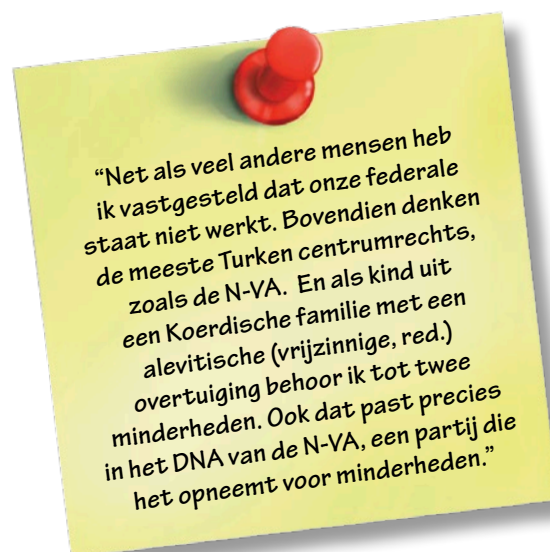 “Net als veel andere mensen heb
ik vastgesteld dat onze federale
staat niet werkt. Bovendien denken
de meeste Turken centrumrechts,
zoals de N-VA. En als kind uit
een Koerdische familie met een
alevitische (vrijzinnige, red.)
overtuiging behoor ik tot twee
minderheden. Ook dat past precies
in het DNA van de N-VA, een partij die
het opneemt voor minderheden.”